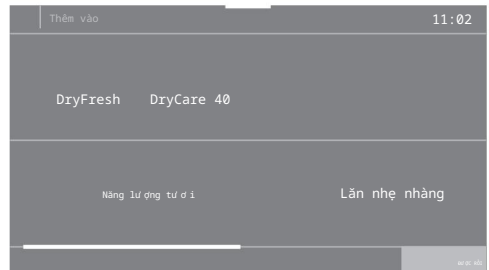 Thêm vào
11:02
DryFresh DryCare 40
Năng lượng tươi
Lăn nhẹ nhàng